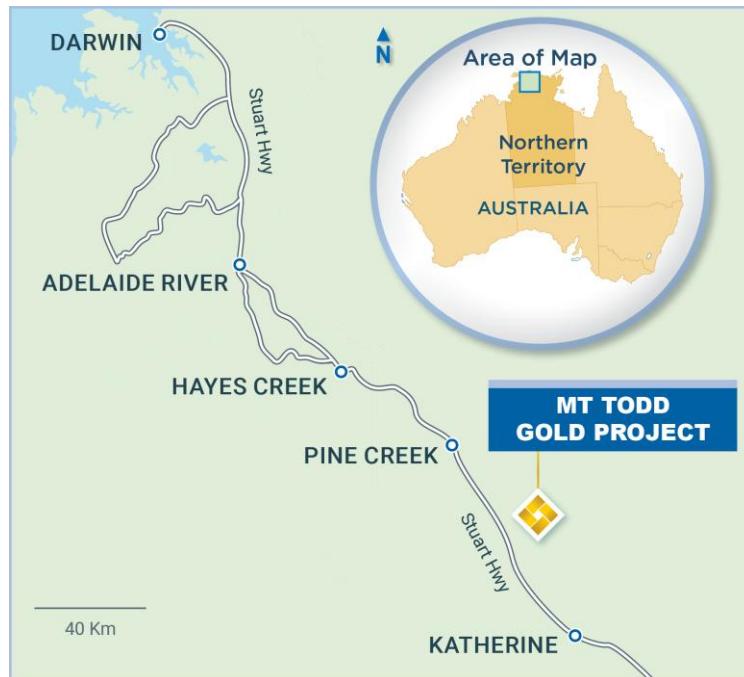 DARWIN
N
Area of Map
Stuart Hwy
Northern
Territory
AUSTRALIA
ADELAIDE RIVER
HAYES CREEK
MT TODD
GOLD PROJECT
PINE CREEK
Stuart Hwy
40 Km
KATHERINE